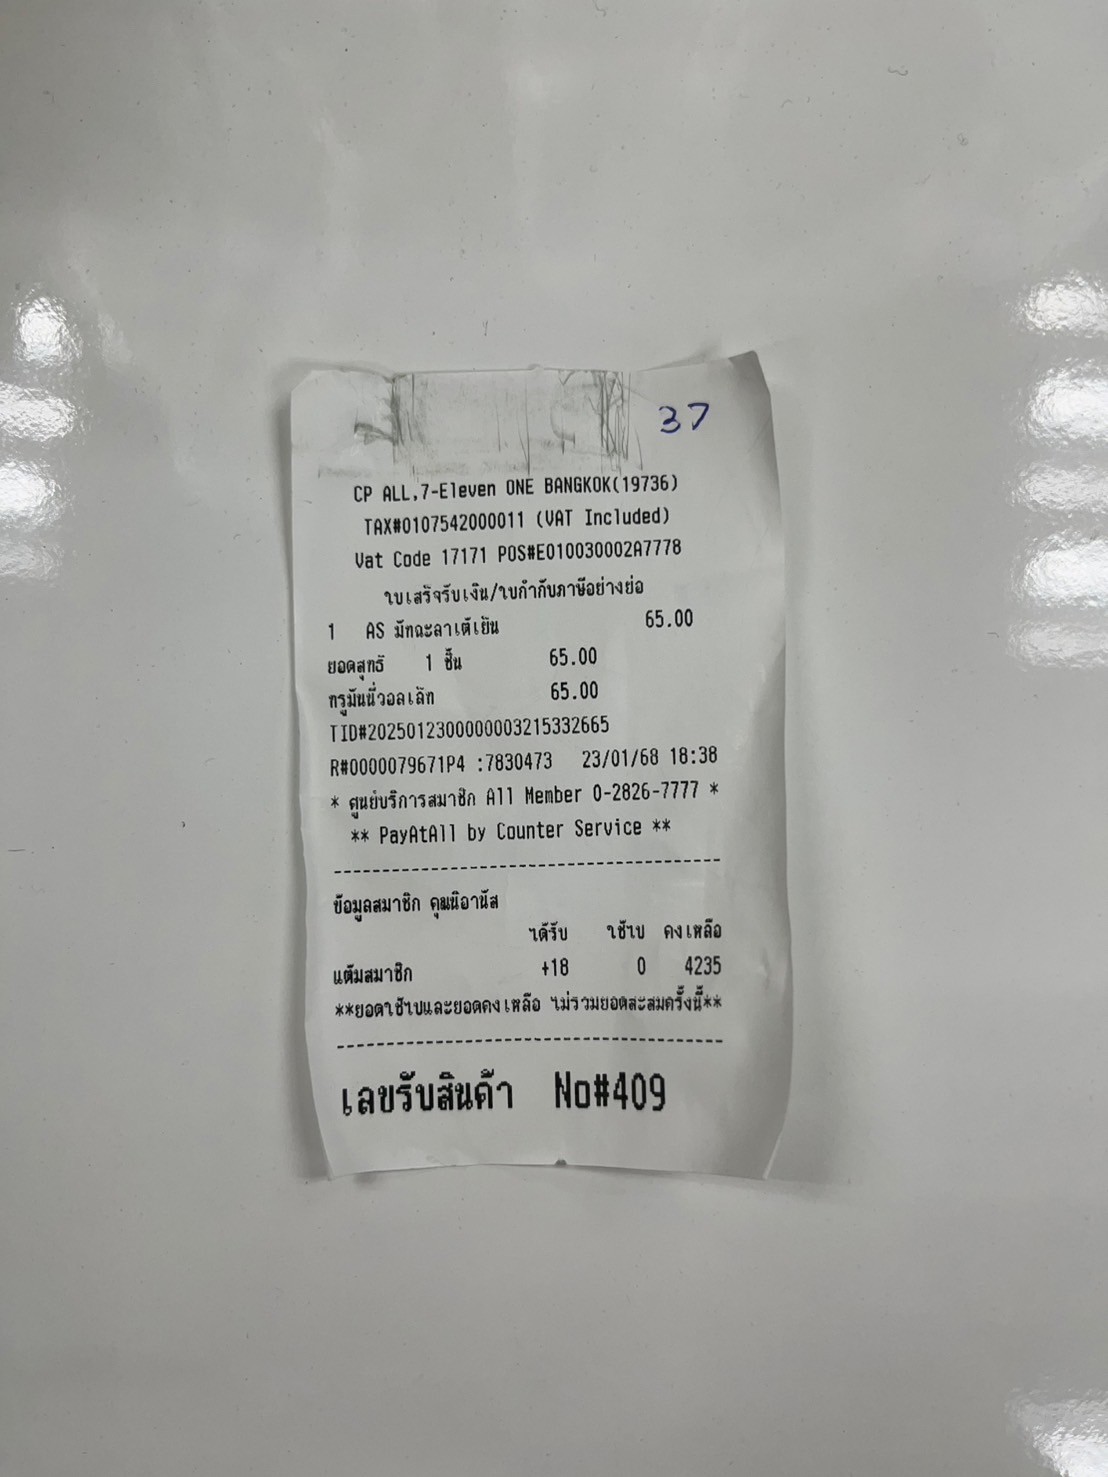 37
CP ALL,7-Eleven ONE BANGKOK(19736)
TAX#0107542000011 (VAT Included)
Vat Code 17171 POS#E010030002A7778
ใบเสร็จรับเงิน/ใบกำกับภาษีอย่างย่อ
1 AS มัทฉะลาเต้เย็น 65.00
ยอดสุทธิ 1 ชิ้น 65.00
ทรูมันนี่วอลเล็ท 65.00
TID#2025012300000003215332665
R#0000079671P4 :7830473 23/01/68 18:38
* ศูนย์บริการสมาชิก All Member 0-2826-7777 *
** PayAtAll by Counter Service **
ข้อมูลสมาชิก คุณนิอานัส
ได้รับ ใช้ไป คงเหลือ
แต้มสมาชิก +18 0 4235
**ยอดใช้ไปและยอดคงเหลือ ไม่รวมยอดสะสมครั้งนี้**
เลขรับสินค้า No#409